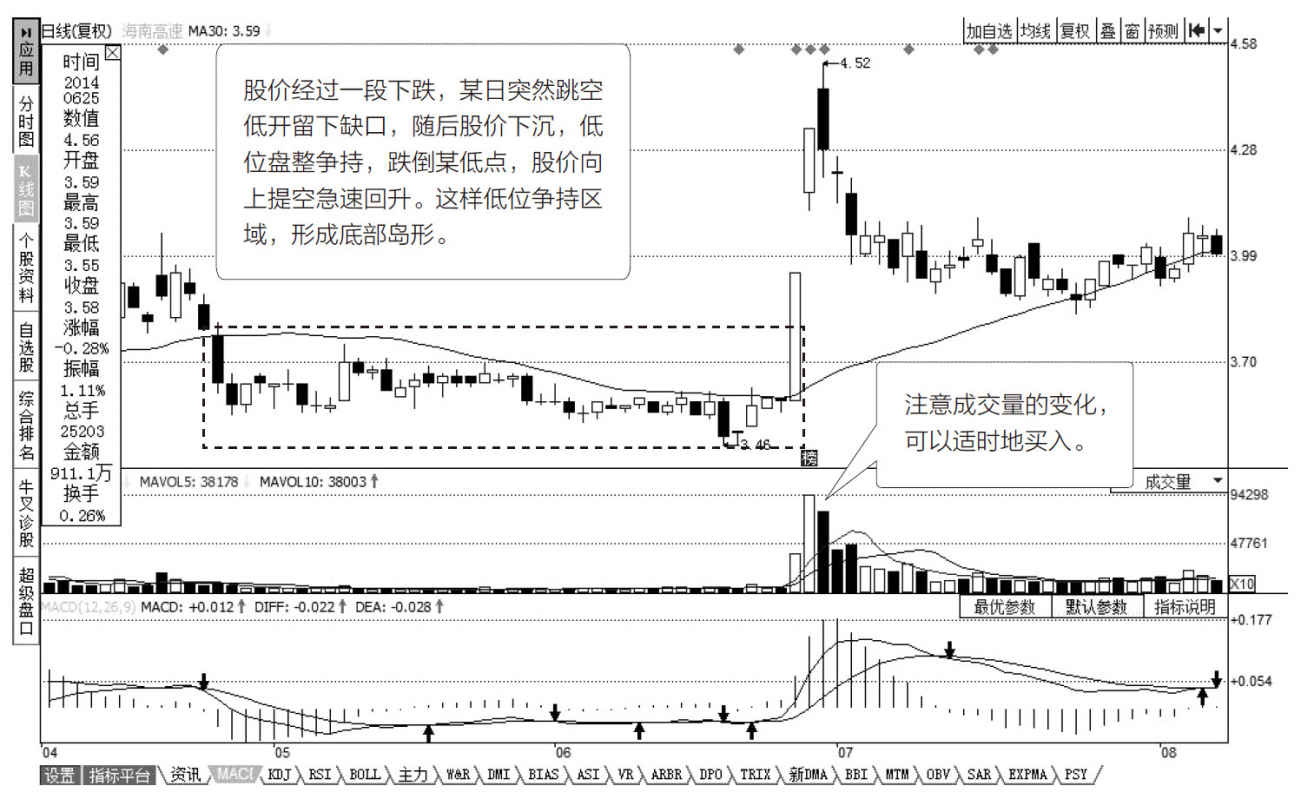 日线(复权) 海南高速 MA30: 3.59
加自选 均线 复权 叠 窗 预测
应用
分时图
K线图
个股资料
自选股
综合排名
牛叉诊股
超级盘口
时间
2014
0625
数值
4.56
开盘
3.59
最高
3.59
最低
3.55
收盘
3.58
涨幅
-0.28%
振幅
1.11%
总手
25203
金额
911.1万
换手
0.26%
股价经过一段下跌，某日突然跳空
低开留下缺口，随后股价下沉，低
位盘整争持，跌倒某低点，股价向
上提空急速回升。这样低位争持区
域，形成底部岛形。
4.52
3.46
榜
4.58
4.28
3.99
3.70
注意成交量的变化，
可以适时地买入。
MAVOL5: 38178 MAVOL10: 38003
成交量
94298
47761
X10
MACD(12,26,9) MACD: +0.012 DIFF: -0.022 DEA: -0.028
最优参数 默认参数 指标说明
+0.177
+0.054
04 05 06 07 08
设置 指标平台 资讯 MACD KDJ RSI BOLL 主力 W&R DMI BIAS ASI VR ARBR DPO TRIX 新DMA BBI MTM OBV SAR EXPMA PSY